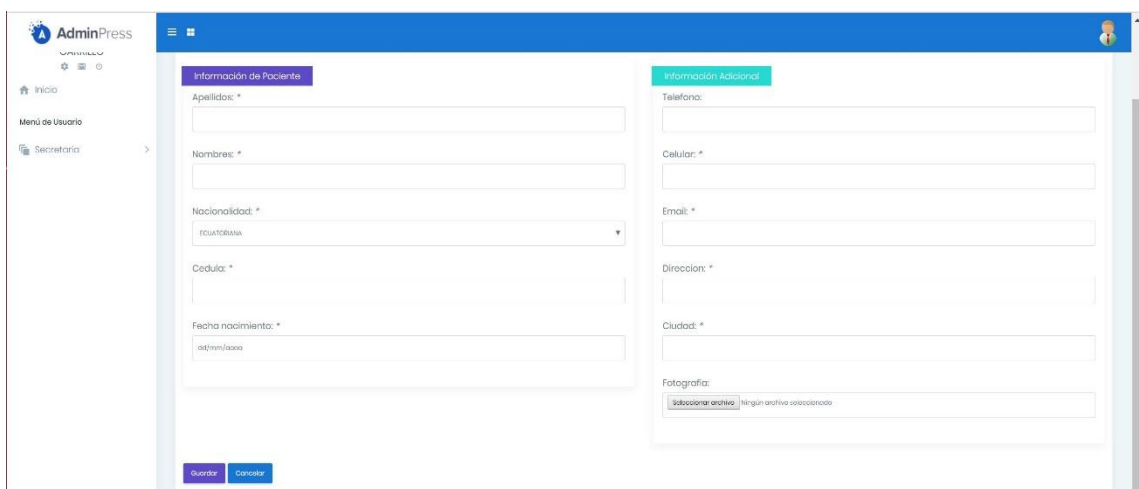 AdminPress
Inicio
Menú de Usuario
Secretaria
Información de Paciente
Apellidos: *
Nombres: *
Nacionalidad: *
ECUATORIANA
Cedula: *
Fecha nacimiento: *
dd/mm/aaaa
Información Adicional
Telefono:
Celular: *
Email: *
Direccion: *
Ciudad: *
Fotografia:
Seleccionar archivo Ningún archivo seleccionado
Guardar Cancelar